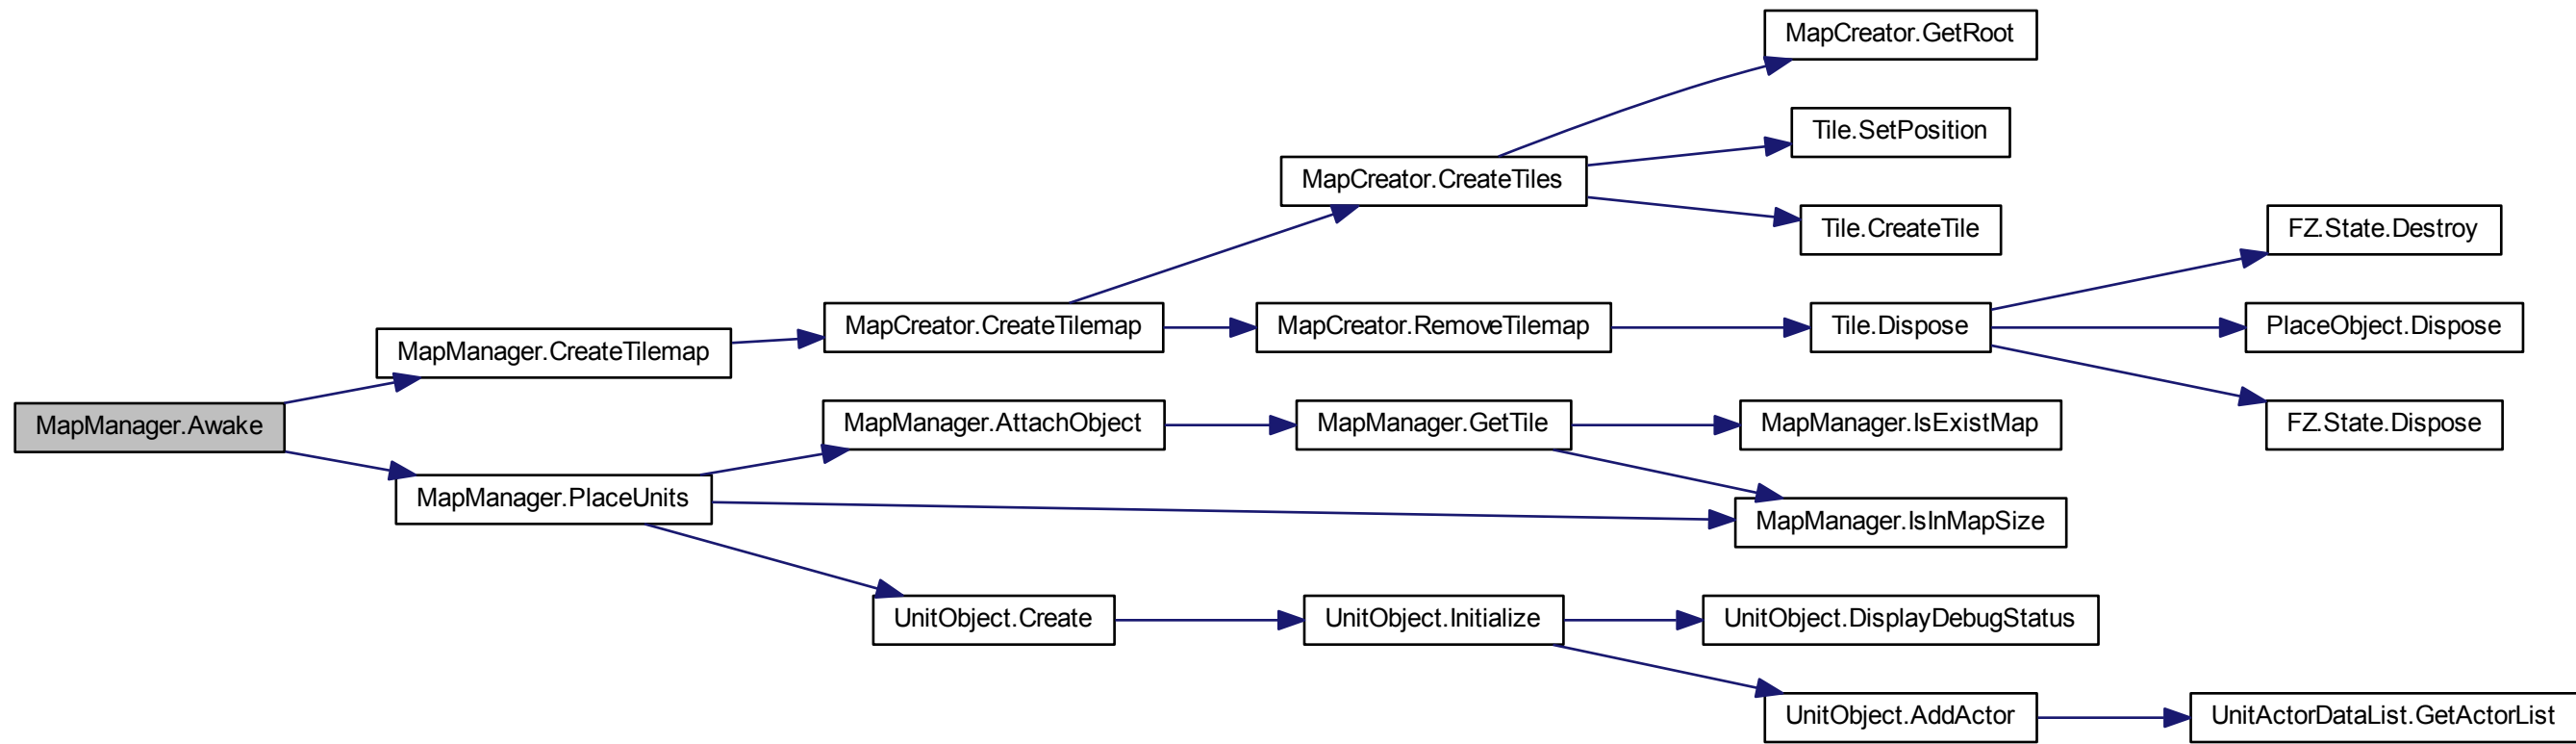 MapCreator.GetRoot
Tile.SetPosition
MapCreator.CreateTiles
Tile.CreateTile
FZ.State.Destroy
MapCreator.CreateTilemap
MapCreator.RemoveTilemap
Tile.Dispose
PlaceObject.Dispose
MapManager.CreateTilemap
MapManager.Awake
MapManager.AttachObject
MapManager.GetTile
MapManager.IsExistMap
FZ.State.Dispose
MapManager.PlaceUnits
MapManager.IsInMapSize
UnitObject.Create
UnitObject.Initialize
UnitObject.DisplayDebugStatus
UnitObject.AddActor
UnitActorDataList.GetActorList